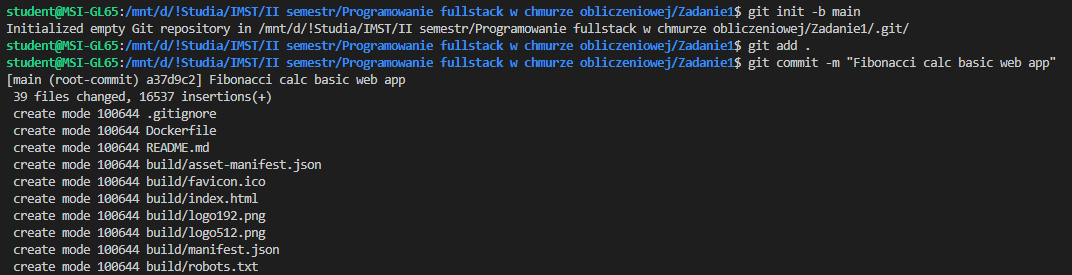 student@MSI-GL65:/mnt/d/!Studia/IMST/II semestr/Programowanie fullstack w chmurze obliczeniowej/Zadanie1$ git init -b main
Initialized empty Git repository in /mnt/d/!Studia/IMST/II semestr/Programowanie fullstack w chmurze obliczeniowej/Zadanie1/.git/
student@MSI-GL65:/mnt/d/!Studia/IMST/II semestr/Programowanie fullstack w chmurze obliczeniowej/Zadanie1$ git add .
student@MSI-GL65:/mnt/d/!Studia/IMST/II semestr/Programowanie fullstack w chmurze obliczeniowej/Zadanie1$ git commit -m "Fibonacci calc basic web app"
[main (root-commit) a37d9c2] Fibonacci calc basic web app
 39 files changed, 16537 insertions(+)
 create mode 100644 .gitignore
 create mode 100644 Dockerfile
 create mode 100644 README.md
 create mode 100644 build/asset-manifest.json
 create mode 100644 build/favicon.ico
 create mode 100644 build/index.html
 create mode 100644 build/logo192.png
 create mode 100644 build/logo512.png
 create mode 100644 build/manifest.json
 create mode 100644 build/robots.txt